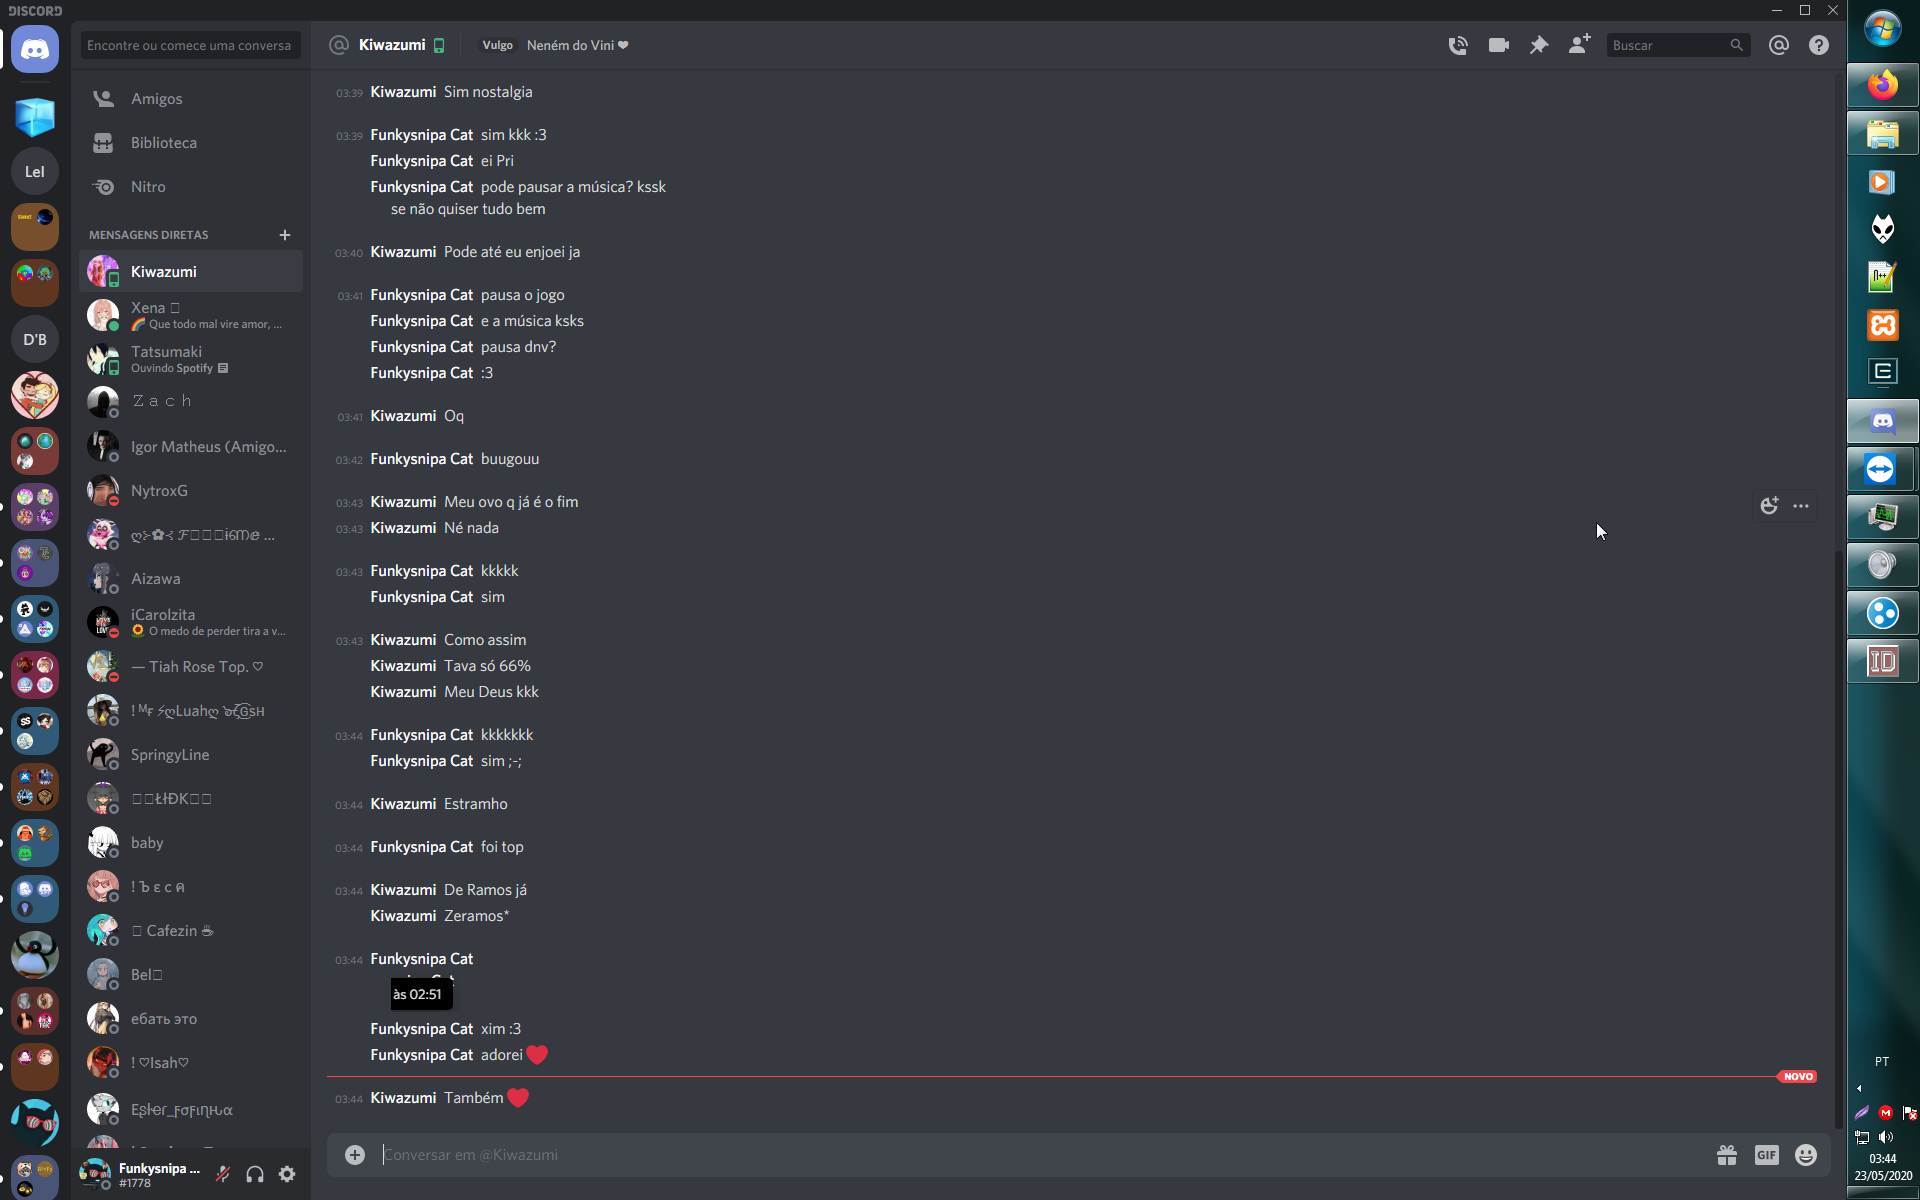 DISCORD
Encontre ou comece uma conversa
Kiwazumi
Vulgo Neném do Vini ❤
Buscar
Lel
D'B
Amigos
Biblioteca
Nitro
MENSAGENS DIRETAS
Kiwazumi
Xena
🌈 Que todo mal vire amor, ...
Tatsumaki
Ouvindo Spotify
Z a c h
Igor Matheus (Amigo...
NytroxG
Aizawa
iCarolzita
🌻 O medo de perder tira a v...
— Tiah Rose Top. ♡
SpringyLine
baby
! Ъ ε c ค
Cafezin ☕
Bel
ебать это
! ♡Isah♡
Funkysnipa ...
#1778
03:39 Kiwazumi Sim nostalgia
03:39 Funkysnipa Cat sim kkk :3
Funkysnipa Cat ei Pri
Funkysnipa Cat pode pausar a música? kssk
se não quiser tudo bem
03:40 Kiwazumi Pode até eu enjoei ja
03:41 Funkysnipa Cat pausa o jogo
Funkysnipa Cat e a música ksks
Funkysnipa Cat pausa dnv?
Funkysnipa Cat :3
03:41 Kiwazumi Oq
03:42 Funkysnipa Cat buugouu
03:43 Kiwazumi Meu ovo q já é o fim
03:43 Kiwazumi Né nada
03:43 Funkysnipa Cat kkkkk
Funkysnipa Cat sim
03:43 Kiwazumi Como assim
Kiwazumi Tava só 66%
Kiwazumi Meu Deus kkk
03:44 Funkysnipa Cat kkkkkkk
Funkysnipa Cat sim ;-;
03:44 Kiwazumi Estramho
03:44 Funkysnipa Cat foi top
03:44 Kiwazumi De Ramos já
Kiwazumi Zeramos*
03:44 Funkysnipa Cat
às 02:51
Funkysnipa Cat xim :3
Funkysnipa Cat adorei ❤
NOVO
03:44 Kiwazumi Também ❤
Conversar em @Kiwazumi
GIF
ID
PT
03:44
23/05/2020